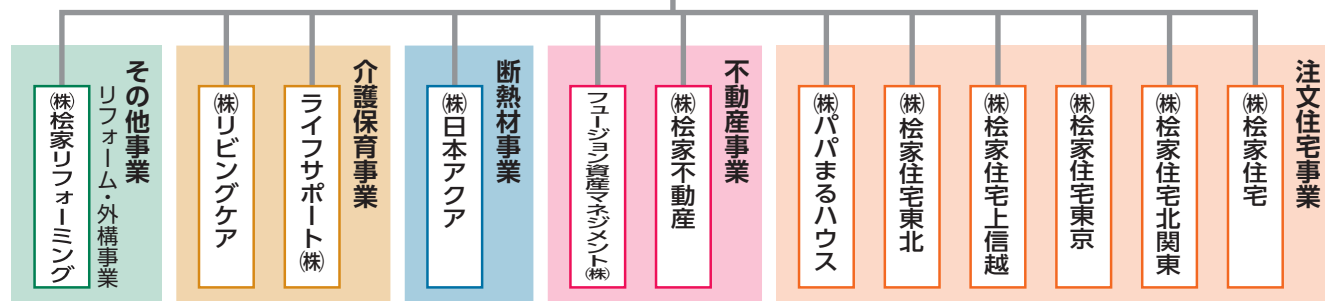 注文住宅事業
㈱桧家住宅
㈱桧家住宅北関東
㈱桧家住宅東京
㈱桧家住宅上信越
㈱桧家住宅東北
㈱パパまるハウス
不動産事業
㈱桧家不動産
フュージョン資産マネジメント㈱
断熱材事業
㈱日本アクア
介護保育事業
ライフサポート㈱
㈱リビングケア
その他事業
リフォーム・外構事業
㈱桧家リフォーミング